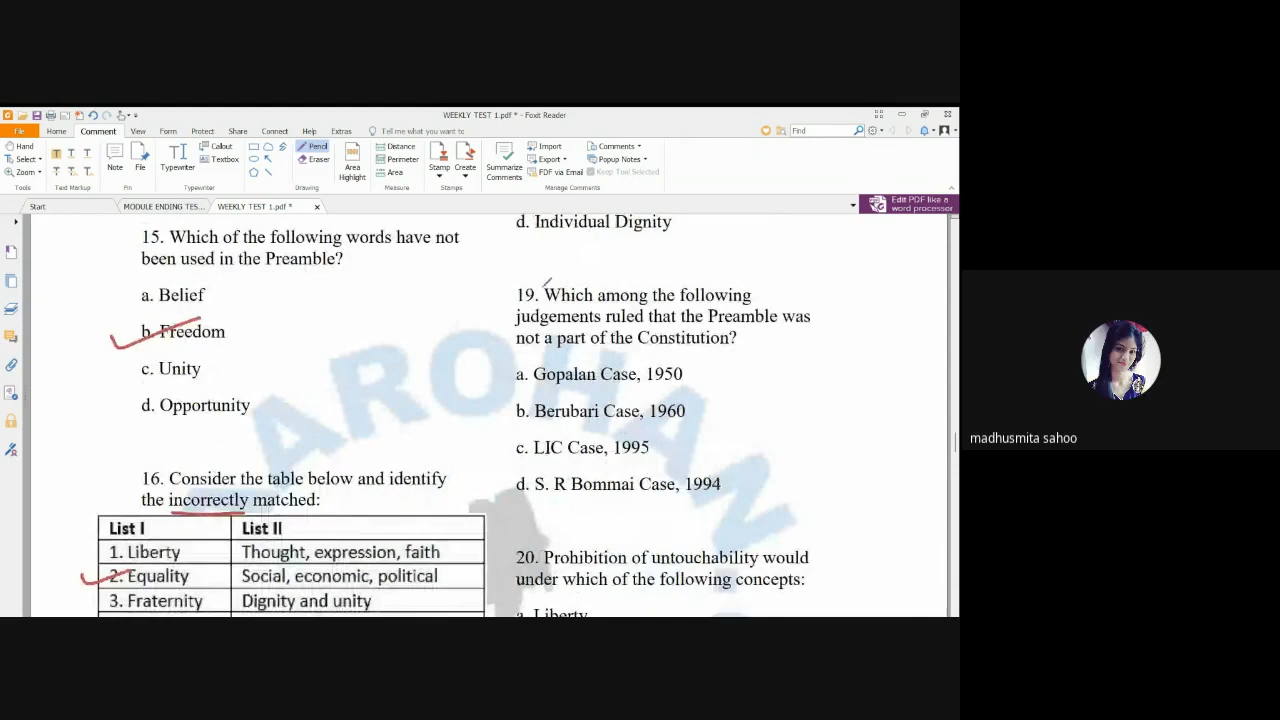 WEEKLY TEST 1.pdf * - Foxit Reader
File
Home
Comment
View
Form
Protect
Share
Connect
Help
Extras
Tell me what you want to
Find
Hand
Select
Zoom
Tools
Text Markup
Note
File
Pin
Typewriter
Callout
Textbox
Typewriter
Pencil
Eraser
Drawing
Area Highlight
Distance
Perimeter
Area
Measure
Stamp
Create
Stamps
Summarize Comments
Import
Export
FDF via Email
Comments
Popup Notes
Keep Tool Selected
Manage Comments
Start
MODULE ENDING TES...
WEEKLY TEST 1.pdf *
Edit PDF like a
word processor
15. Which of the following words have not
been used in the Preamble?
a. Belief
b. Freedom
c. Unity
d. Opportunity
16. Consider the table below and identify
the incorrectly matched:
List I List II
1. Liberty Thought, expression, faith
2. Equality Social, economic, political
3. Fraternity Dignity and unity
d. Individual Dignity
19. Which among the following
judgements ruled that the Preamble was
not a part of the Constitution?
a. Gopalan Case, 1950
b. Berubari Case, 1960
c. LIC Case, 1995
d. S. R Bommai Case, 1994
20. Prohibition of untouchability would
under which of the following concepts:
a. Liberty
AROHAN
madhusmita sahoo